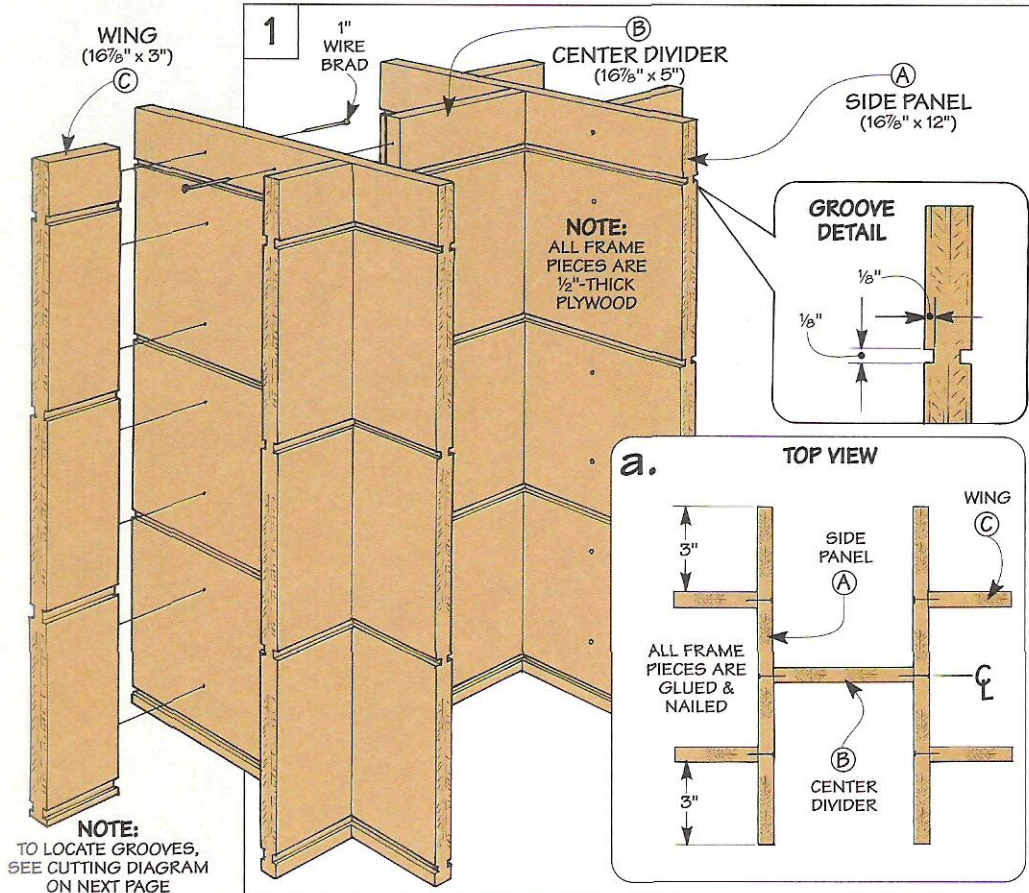 WING
(16⅞" x 3")
C
1
1"
WIRE
BRAD
B
CENTER DIVIDER
(16⅞" x 5")
A
SIDE PANEL
(16⅞" x 12")
NOTE:
ALL FRAME
PIECES ARE
½"-THICK
PLYWOOD
GROOVE
DETAIL
⅛"
⅛"
a.
TOP VIEW
WING
C
3"
SIDE
PANEL
A
ALL FRAME
PIECES ARE
GLUED &
NAILED
CL
B
CENTER
DIVIDER
3"
NOTE:
TO LOCATE GROOVES,
SEE CUTTING DIAGRAM
ON NEXT PAGE